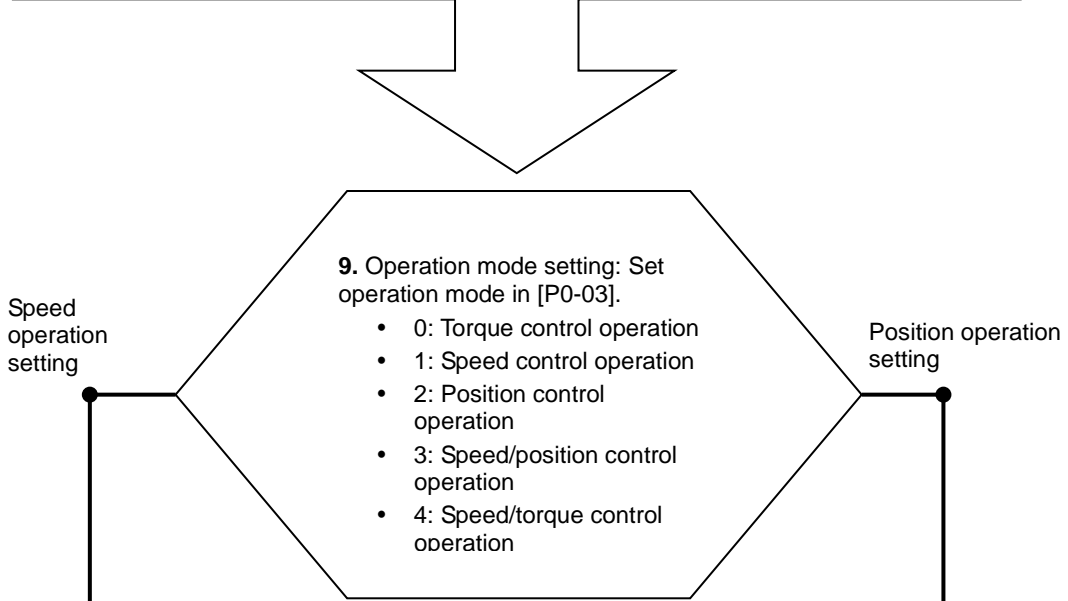 9. Operation mode setting: Set
operation mode in [P0-03].
• 0: Torque control operation
• 1: Speed control operation
• 2: Position control
operation
• 3: Speed/position control
operation
• 4: Speed/torque control
operation
Speed
operation
setting
Position operation
setting